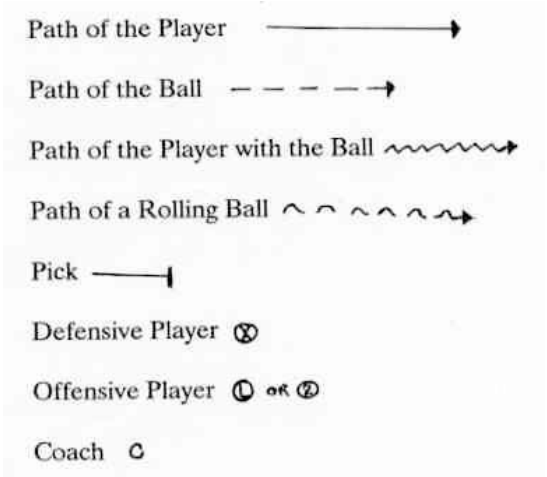 Path of the Player
Path of the Ball
Path of the Player with the Ball
Path of a Rolling Ball
Pick
Defensive Player Ⓧ
Offensive Player ① OR ②
Coach C